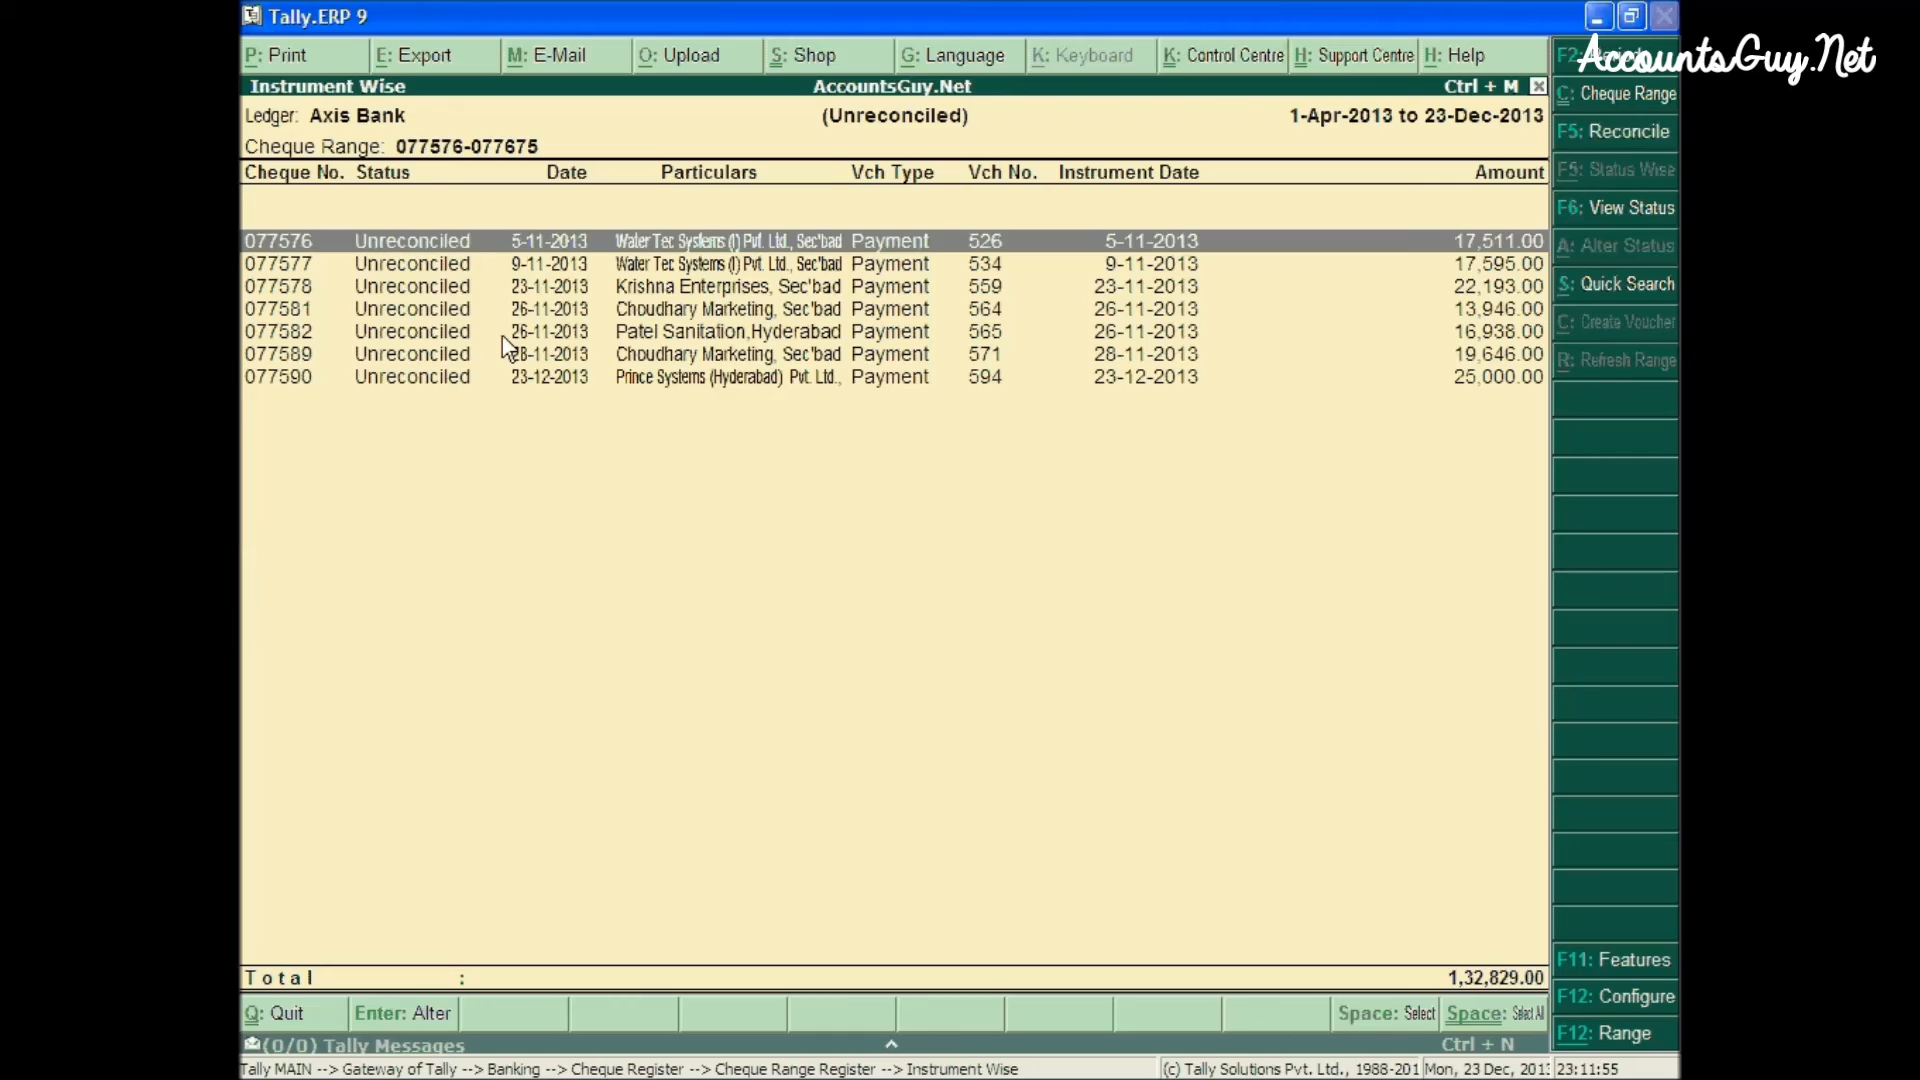 Tally.ERP 9
P: Print E: Export M: E-Mail O: Upload S: Shop G: Language K: Keyboard K: Control Centre H: Support Centre H: Help
AccountsGuy.Net
Instrument Wise AccountsGuy.Net Ctrl + M
Ledger: Axis Bank (Unreconciled) 1-Apr-2013 to 23-Dec-2013
Cheque Range: 077576-077675
Cheque No. Status Date Particulars Vch Type Vch No. Instrument Date Amount
077576 Unreconciled 5-11-2013 Water Tec Systems (I) Pvt. Ltd., Sec'bad Payment 526 5-11-2013 17,511.00
077577 Unreconciled 9-11-2013 Water Tec Systems (I) Pvt. Ltd., Sec'bad Payment 534 9-11-2013 17,595.00
077578 Unreconciled 23-11-2013 Krishna Enterprises, Sec'bad Payment 559 23-11-2013 22,193.00
077581 Unreconciled 26-11-2013 Choudhary Marketing, Sec'bad Payment 564 26-11-2013 13,946.00
077582 Unreconciled 26-11-2013 Patel Sanitation,Hyderabad Payment 565 26-11-2013 16,938.00
077589 Unreconciled 28-11-2013 Choudhary Marketing, Sec'bad Payment 571 28-11-2013 19,646.00
077590 Unreconciled 23-12-2013 Prince Systems (Hyderabad) Pvt. Ltd., Payment 594 23-12-2013 25,000.00
Total : 1,32,829.00
F2:
C: Cheque Range
F5: Reconcile
F5: Status Wise
F6: View Status
A: Alter Status
S: Quick Search
C: Create Voucher
R: Refresh Range
F11: Features
F12: Configure
F12: Range
Q: Quit Enter: Alter Space: Select Space: Select All
(0/0) Tally Messages Ctrl + N
Tally MAIN --> Gateway of Tally --> Banking --> Cheque Register --> Cheque Range Register --> Instrument Wise (c) Tally Solutions Pvt. Ltd., 1988-201 Mon, 23 Dec, 2013 23:11:55